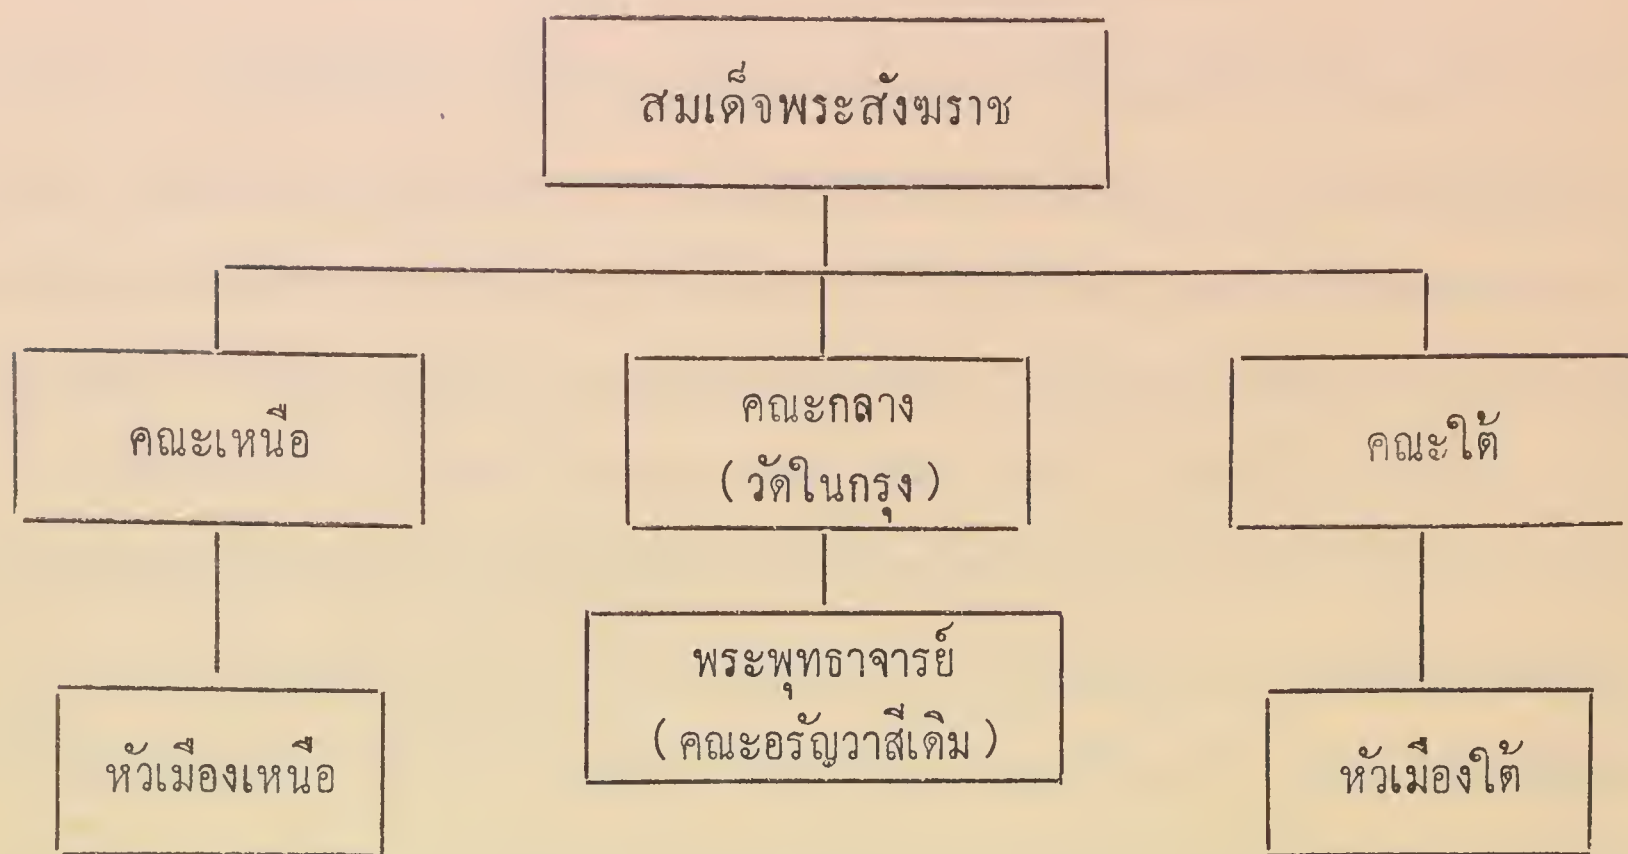 สมเด็จพระสังฆราช
คณะเหนือ
คณะกลาง
(วัดในกรุง)
คณะใต้
พระพุทธาจารย์
(คณะอรัญวาสีเดิม)
หัวเมืองเหนือ
หัวเมืองใต้